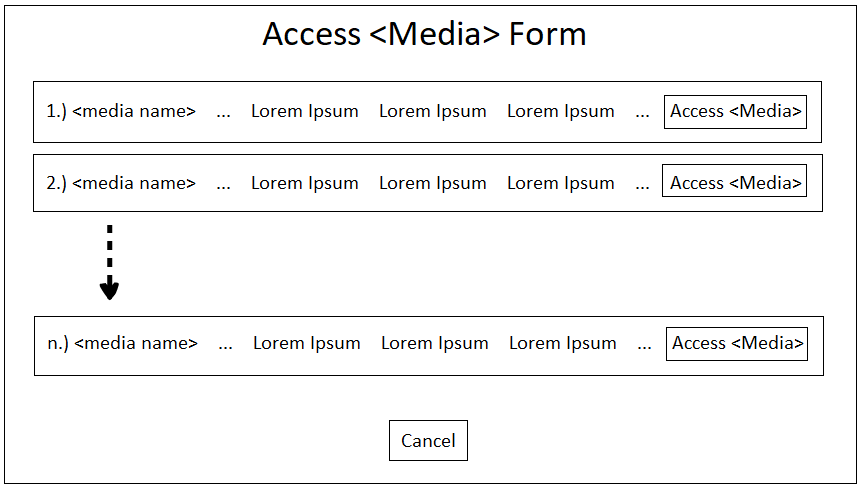 Access <Media> Form
1.) <media name> ... Lorem Ipsum Lorem Ipsum Lorem Ipsum ... Access <Media>
2.) <media name> ... Lorem Ipsum Lorem Ipsum Lorem Ipsum ... Access <Media>
n.) <media name> ... Lorem Ipsum Lorem Ipsum Lorem Ipsum ... Access <Media>
Cancel